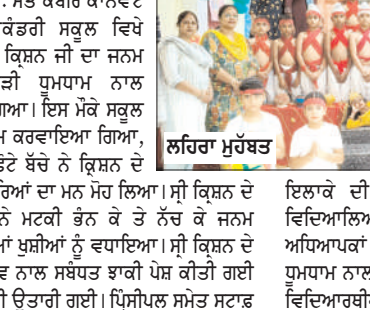 ਸੰਤ ਕਬੀਰ ਕਾਨਵੈਂਟ
ਕੰਡਰੀ ਸਕੂਲ ਵਿਖੇ
ਕ੍ਰਿਸ਼ਨ ਜੀ ਦਾ ਜਨਮ
ੜੀ ਧੂਮਧਾਮ ਨਾਲ
ਗਆ। ਇਸ ਮੌਕੇ ਸਕੂਲ
ਕਰਵਾਇਆ ਗਿਆ,
ਛੋਟੇ ਬੱਚੇ ਨੇ ਕ੍ਰਿਸ਼ਨ ਦੇ
ਰਿਆਂ ਦਾ ਮਨ ਮੋਹ ਲਿਆ। ਸ੍ਰੀ ਕ੍ਰਿਸ਼ਨ ਦੇ
ਨੇ ਮਟਕੀ ਭੰਨ ਕੇ ਤੇ ਨੱਚ ਕੇ ਜਨਮ
ਆਂ ਖੁਸ਼ੀਆਂ ਨੂੰ ਵਧਾਇਆ। ਸ੍ਰੀ ਕ੍ਰਿਸ਼ਨ ਦੇ
ਵ ਨਾਲ ਸਬੰਧਤ ਝਾਕੀ ਪੇਸ਼ ਕੀਤੀ ਗਈ
ੀ ਉਤਾਰੀ ਗਈ। ਪ੍ਰਿੰਸੀਪਲ ਸਮੇਤ ਸਟਾਫ਼
ਲਹਿਰਾ ਮੁਹੱਬਤ
ਇਲਾਕੇ ਦੀ
ਵਿਦਿਆਲਿਆ
ਅਧਿਆਪਕਾਂ
ਧੂਮਧਾਮ ਨਾਲ
ਵਿਦਿਆਰਥੀ